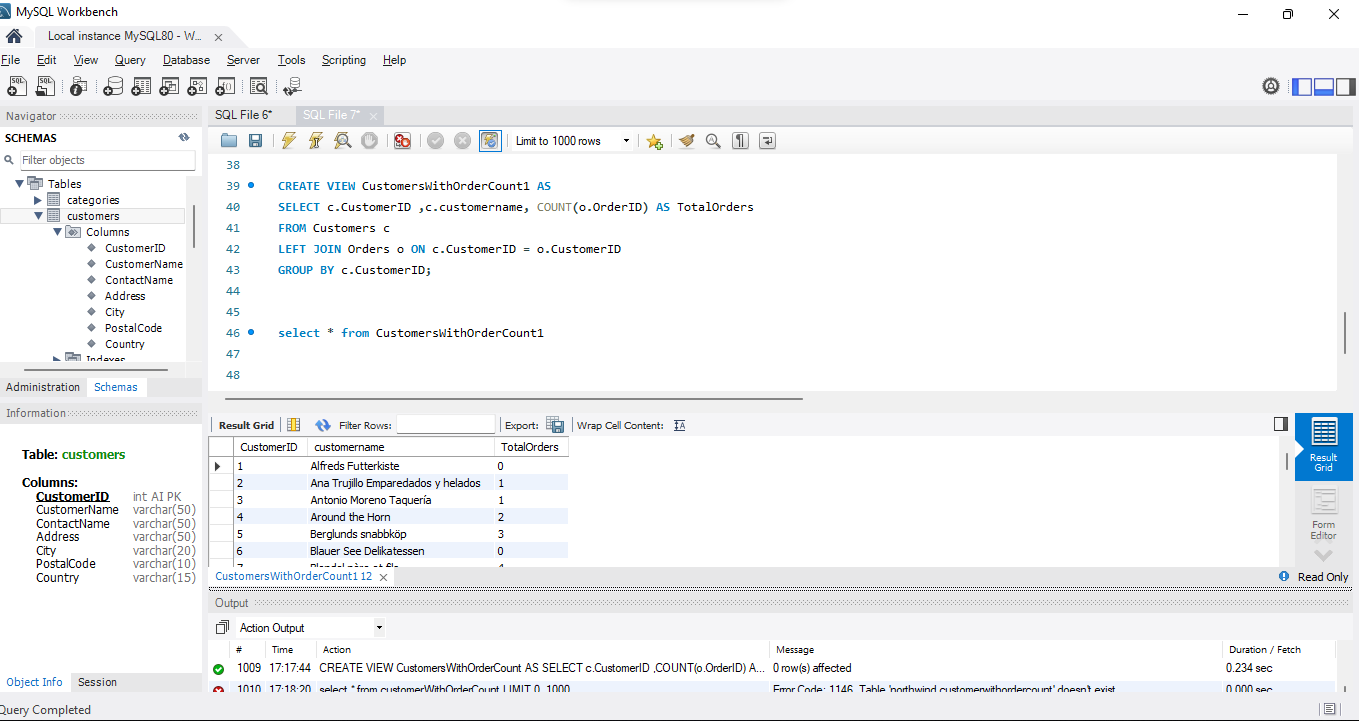 MySQL Workbench
Local instance MySQL80 - W...
File Edit View Query Database Server Tools Scripting Help
Navigator
SCHEMAS
Filter objects
Tables
categories
customers
Columns
CustomerID
CustomerName
ContactName
Address
City
PostalCode
Country
Indexes
Administration Schemas
Information
Table: customers
Columns:
CustomerID int AI PK
CustomerName varchar(50)
ContactName varchar(50)
Address varchar(50)
City varchar(20)
PostalCode varchar(10)
Country varchar(15)
Object Info Session
SQL File 6* SQL File 7*
Limit to 1000 rows
38
39 CREATE VIEW CustomersWithOrderCount1 AS
40 SELECT c.CustomerID ,c.customername, COUNT(o.OrderID) AS TotalOrders
41 FROM Customers c
42 LEFT JOIN Orders o ON c.CustomerID = o.CustomerID
43 GROUP BY c.CustomerID;
44
45
46 select * from CustomersWithOrderCount1
47
48
Result Grid Filter Rows: Export: Wrap Cell Content:
CustomerID customername TotalOrders
1 Alfreds Futterkiste 0
2 Ana Trujillo Emparedados y helados 1
3 Antonio Moreno Taquería 1
4 Around the Horn 2
5 Berglunds snabbköp 3
6 Blauer See Delikatessen 0
Result Grid
Form Editor
CustomersWithOrderCount1 12
Read Only
Output
Action Output
# Time Action Message Duration / Fetch
1009 17:17:44 CREATE VIEW CustomersWithOrderCount AS SELECT c.CustomerID ,COUNT(o.OrderID) A... 0 row(s) affected 0.234 sec
1010 17:18:20 select * from customerWithOrderCount LIMIT 0, 1000 Error Code: 1146. Table 'northwind.customerwithordercount' doesn't exist 0.000 sec
Query Completed